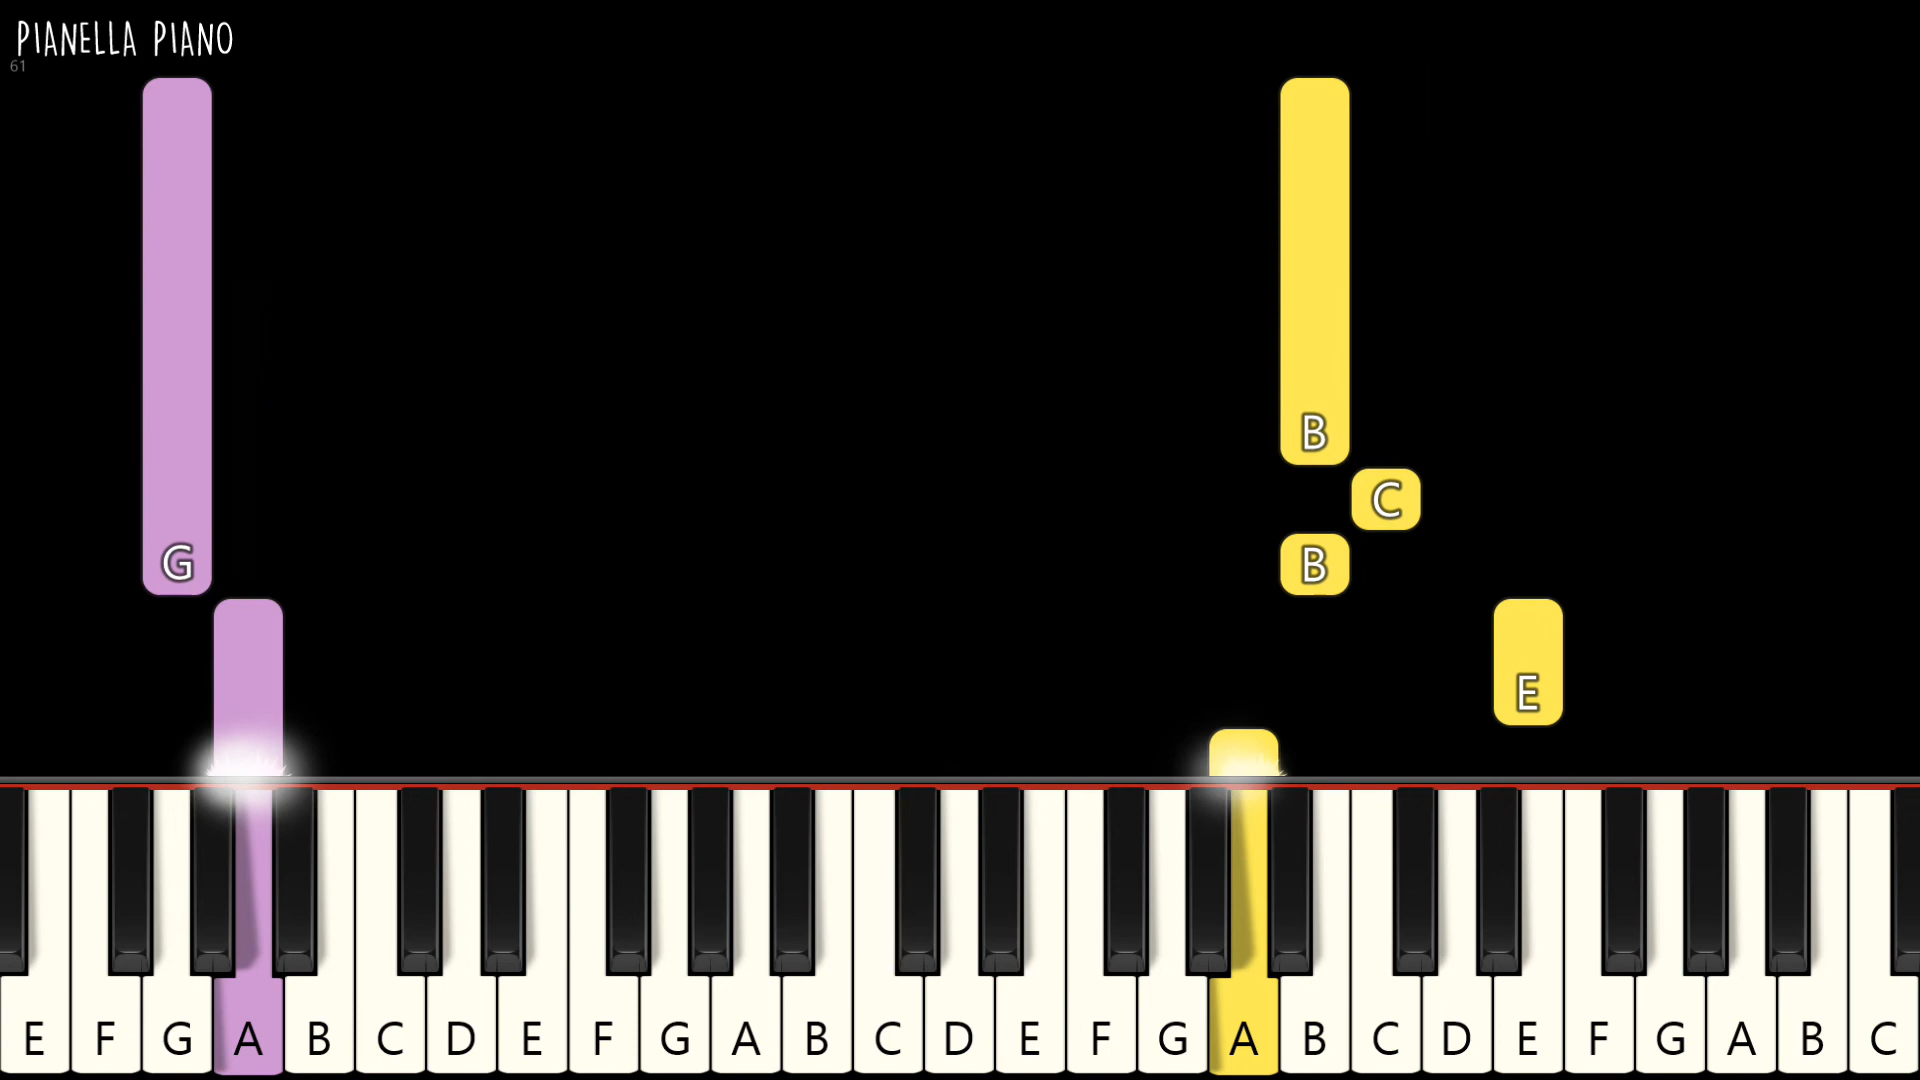 PIANELLA PIANO
61
B
C
G B
E
E F G A B C D E F G A B C D E F G A B C D E F G A B C